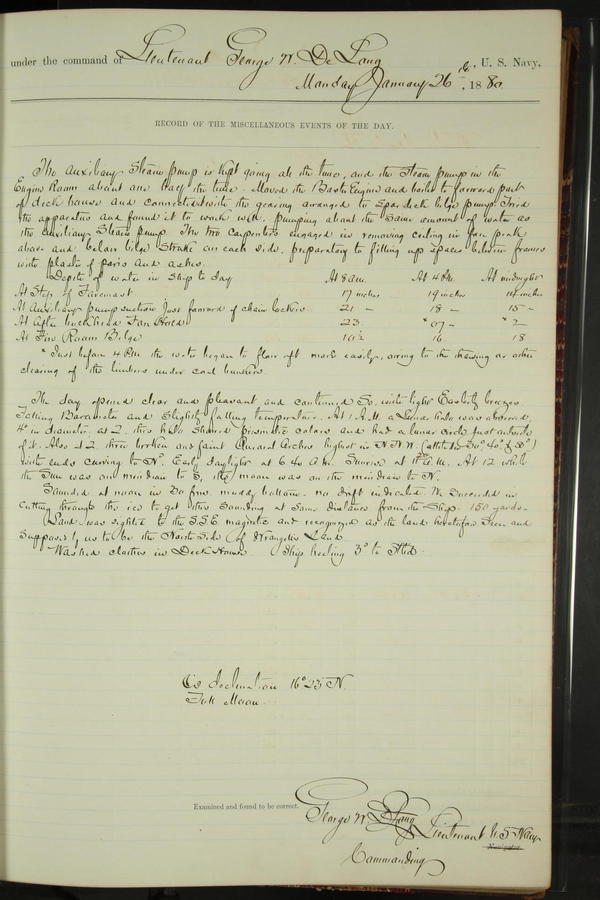 under the command of Lieutenant George W. De Long, U. S. Navy,
Monday January 26th, 1880
RECORD OF THE MISCELLANEOUS EVENTS OF THE DAY.
The Auxiliary Steam pump is kept going all the time, and the Steam pump in the
Engine Room about one half the time. Moved the Baxter Engine and boiler to forward part
of deck house and connected with the gearing arranged to Spar deck bilge pump. Tried
the apparatus and found it to work well, pumping about the same amount of water as
the auxiliary Steam pump. The two carpenters engaged in removing ceiling in fore peak
above and below bilge Strake on each side, preparatory to filling up spaces between frames
with plaster of paris and ashes.
Depth of water in Ship to day At 8 a.m. At 4 P.M. At midnight
At Step of Foremast 17 inches 19 inches 14 inches
At Auxiliary pump suction just forward of chain lockers 21 " 18 " 15 "
At After bulkhead Fore Hold 23 " * 2 "
At Fire Room Bilge 16 18
* Just before 4 P.M. the water began to flow aft more easily, owing to the thawing or other
clearing of the limbers under coal bunkers.
The day opened clear and pleasant and continued So, with light Easterly breezes.
Falling Barometer and Slightly falling temperature. At 1 A.M. a Lunar halo was observed
4° in diameter, at 2, this halo showed prismatic colors and had a lunar circle just outside
of it. Also at 2 three broken and faint Auroral Arches highest in N.N.W. (altitudes 30°, 40° & 50°)
with ends curving to N°. Early daylight at 6.40 A.M. Sunrise at A.M. At 12 while
the Sun was on meridian to S, the moon was on the meridian to N.
Sounded at noon in 30 fms, muddy bottom. no drift indicated. We Succeeded in
Cutting through the ice to get this Sounding at Some distance from the Ship. 150 yards.
Land was sighted to the S.S.E. magnetic and recognized as the land heretofore Seen and
Supposed by us to be the North Side of Wrangel Land.
Washed clothes in Deck House. Ship heeling 3° to Stbd.
Declination 16° 23' N.
Full Moon.
Examined and found to be correct.
George W. De Long Lieutenant U.S. Navy
Navigator.
Commanding